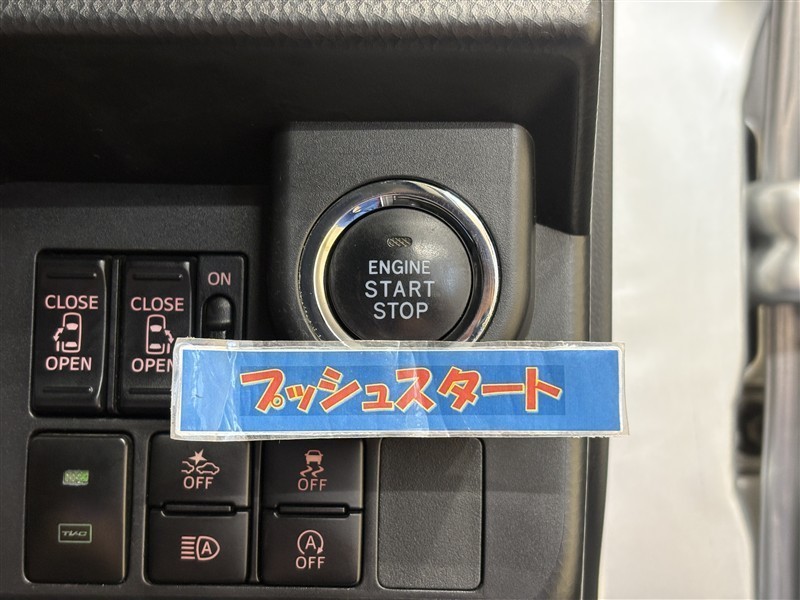 ENGINE
START
STOP
ON
CLOSE
OPEN
CLOSE
OPEN
プッシュスタート
OFF
OFF
A
A
OFF